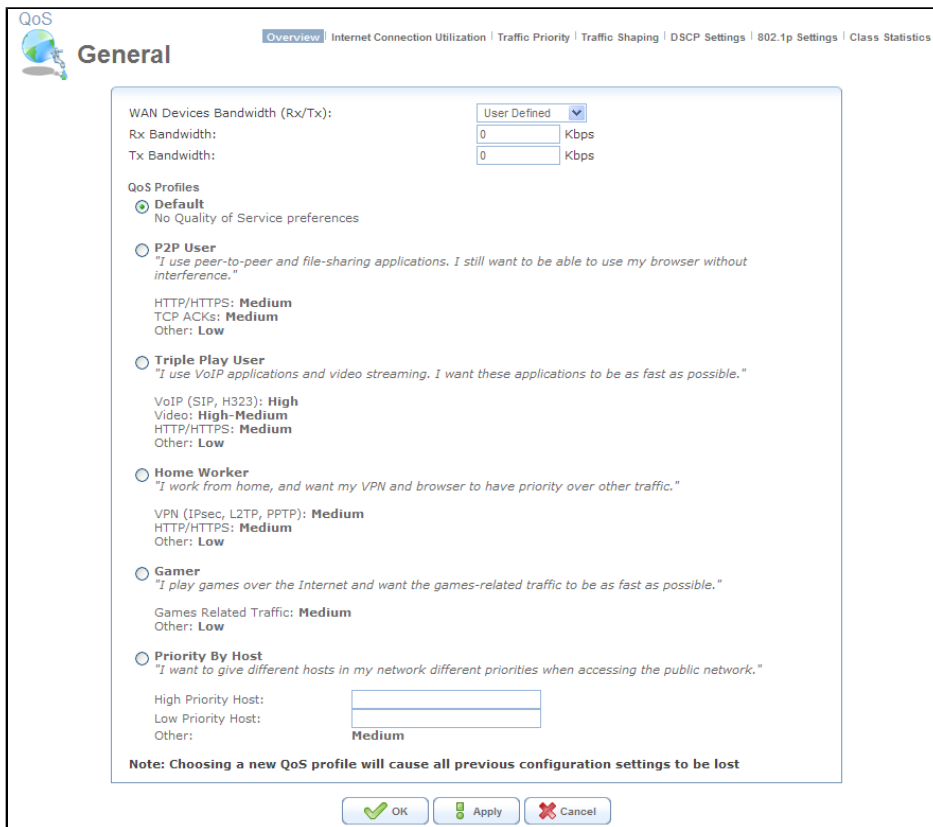 QoS
General
Overview | Internet Connection Utilization | Traffic Priority | Traffic Shaping | DSCP Settings | 802.1p Settings | Class Statistics
WAN Devices Bandwidth (Rx/Tx): User Defined
Rx Bandwidth: 0 Kbps
Tx Bandwidth: 0 Kbps
QoS Profiles
Default
No Quality of Service preferences
P2P User
"I use peer-to-peer and file-sharing applications. I still want to be able to use my browser without
interference."
HTTP/HTTPS: Medium
TCP ACKs: Medium
Other: Low
Triple Play User
"I use VoIP applications and video streaming. I want these applications to be as fast as possible."
VoIP (SIP, H323): High
Video: High-Medium
HTTP/HTTPS: Medium
Other: Low
Home Worker
"I work from home, and want my VPN and browser to have priority over other traffic."
VPN (IPsec, L2TP, PPTP): Medium
HTTP/HTTPS: Medium
Other: Low
Gamer
"I play games over the Internet and want the games-related traffic to be as fast as possible."
Games Related Traffic: Medium
Other: Low
Priority By Host
"I want to give different hosts in my network different priorities when accessing the public network."
High Priority Host:
Low Priority Host:
Other: Medium
Note: Choosing a new QoS profile will cause all previous configuration settings to be lost
OK Apply Cancel